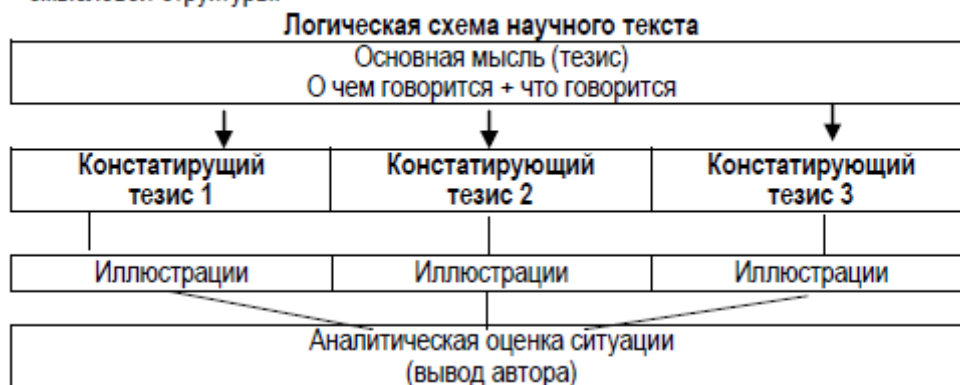 Логическая схема научного текста
Основная мысль (тезис)
О чем говорится + что говорится
Констатирущий
тезис 1
Констатирующий
тезис 2
Констатирующий
тезис 3
Иллюстрации
Иллюстрации
Иллюстрации
Аналитическая оценка ситуации
(вывод автора)